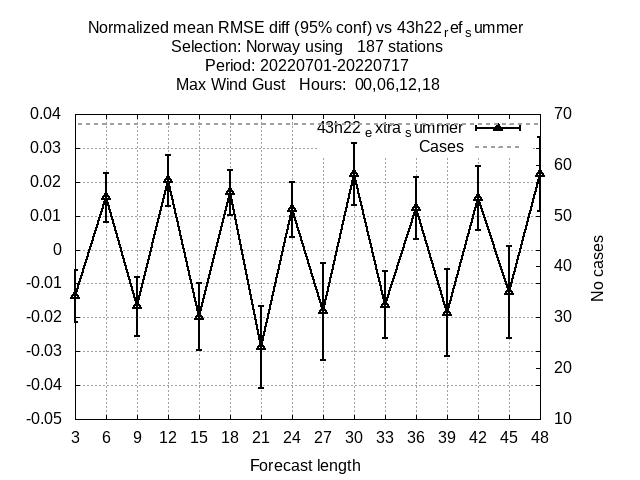 Normalized mean RMSE diff (95% conf) vs 43h22refsummer
Selection: Norway using 187 stations
Period: 20220701-20220717
Max Wind Gust Hours: 00,06,12,18
43h22extrasummer
Cases
0.04
0.03
0.02
0.01
0
-0.01
-0.02
-0.03
-0.04
-0.05
70
60
50
40
30
20
10
No cases
3 6 9 12 15 18 21 24 27 30 33 36 39 42 45 48
Forecast length